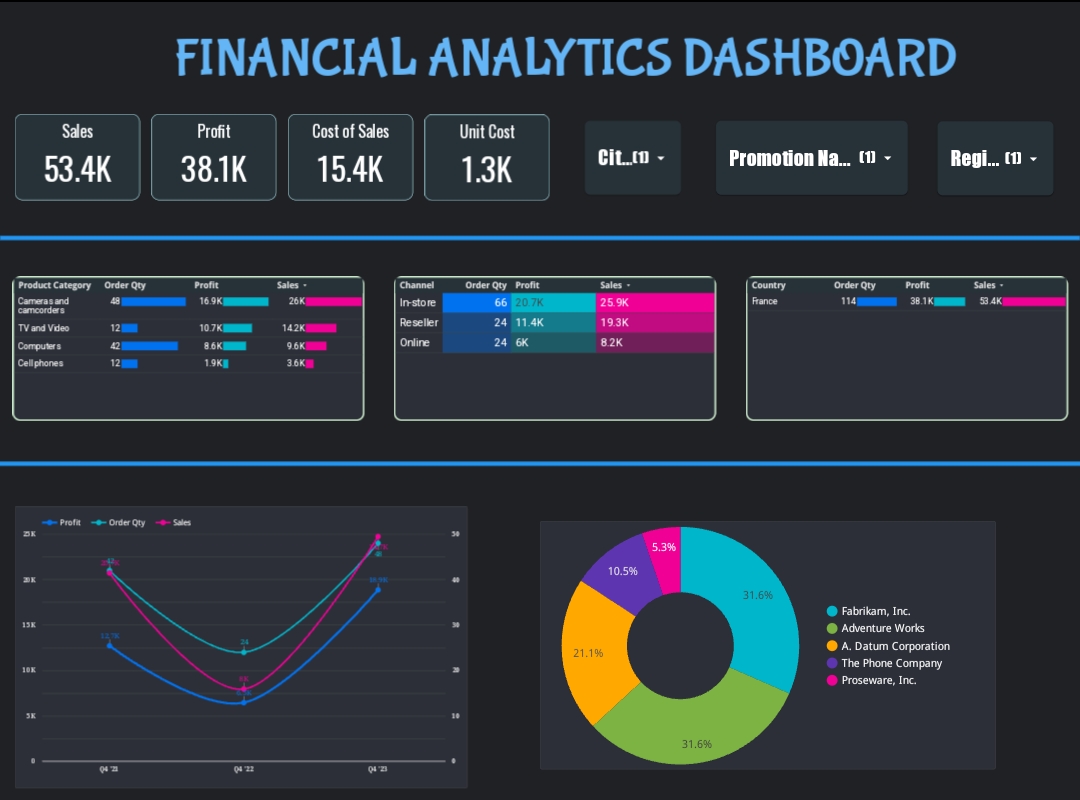 FINANCIAL ANALYTICS DASHBOARD
Sales
53.4K
Profit
38.1K
Cost of Sales
15.4K
Unit Cost
1.3K
Cit...(1)
Promotion Na... (1)
Regi... (1)
Product Category Order Qty Profit Sales
Cameras and camcorders 48 16.9K 26K
TV and Video 12 10.7K 14.2K
Computers 42 8.6K 9.6K
Cell phones 12 1.9K 3.6K
Channel Order Qty Profit Sales
In-store 66 20.7K 25.9K
Reseller 24 11.4K 19.3K
Online 24 6K 8.2K
Country Order Qty Profit Sales
France 114 38.1K 53.4K
Profit Order Qty Sales
25K 50
20K 40
15K 30
10K 20
5K 10
0 0
42
12.7K
24
8K
48
Q4 '21 Q4 '22 Q4 '23
5.3%
10.5%
31.6%
21.1%
31.6%
Fabrikam, Inc.
Adventure Works
A. Datum Corporation
The Phone Company
Proseware, Inc.